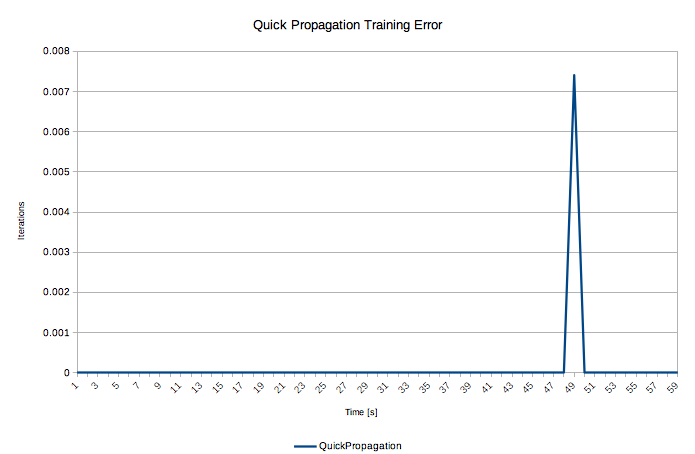 Quick Propagation Training Error
0.008
0.007
0.006
0.005
0.004
0.003
0.002
0.001
0
Iterations
1 3 5 7 9 11 13 15 17 19 21 23 25 27 29 31 33 35 37 39 41 43 45 47 49 51 53 55 57 59
Time [s]
QuickPropagation